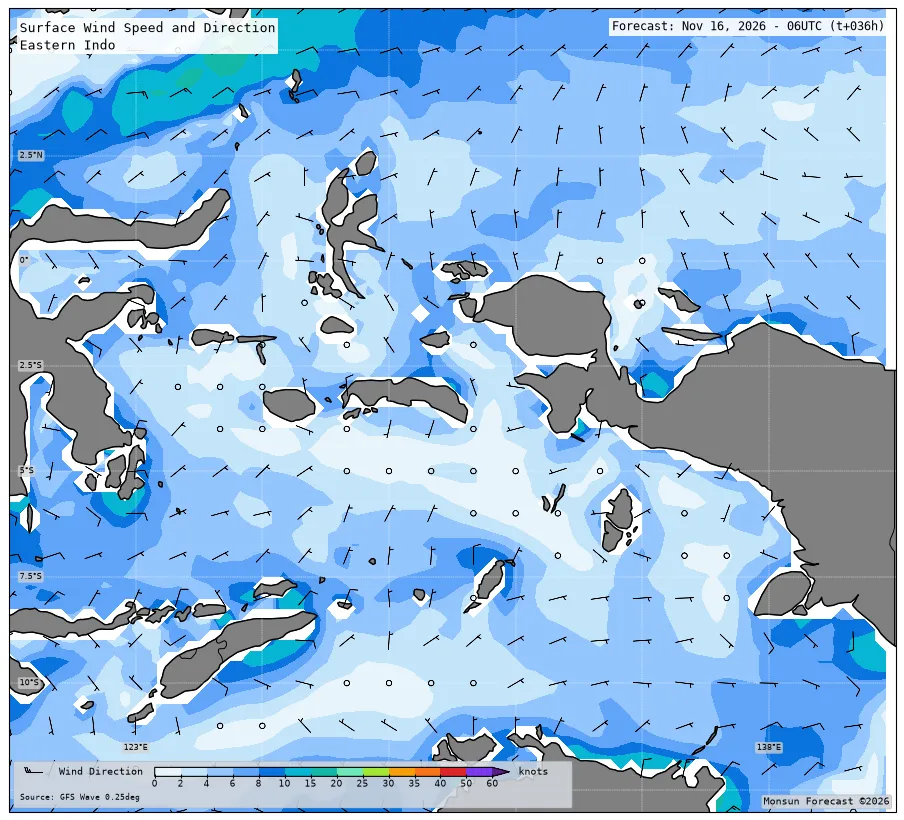 Surface Wind Speed and Direction
Eastern Indo
Forecast: Nov 16, 2026 - 06UTC (t+036h)
2.5°N
0°
2.5°S
5°S
7.5°S
10°S
123°E
138°E
Wind Direction
knots
0 2 4 6 8 10 15 20 25 30 35 40 50 60
Source: GFS Wave 0.25deg
Monsun Forecast ©2026